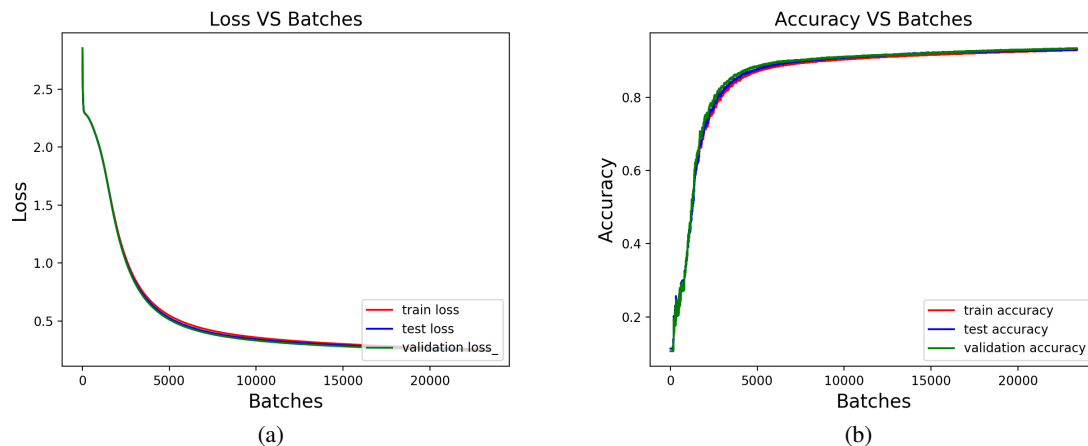 Loss VS Batches
2.5
2.0
1.5
1.0
0.5
Loss
train loss
test loss
validation loss_
0
5000
10000
15000
20000
Batches
(a)
Accuracy VS Batches
0.8
0.6
0.4
0.2
Accuracy
train accuracy
test accuracy
validation accuracy
0
5000
10000
15000
20000
Batches
(b)